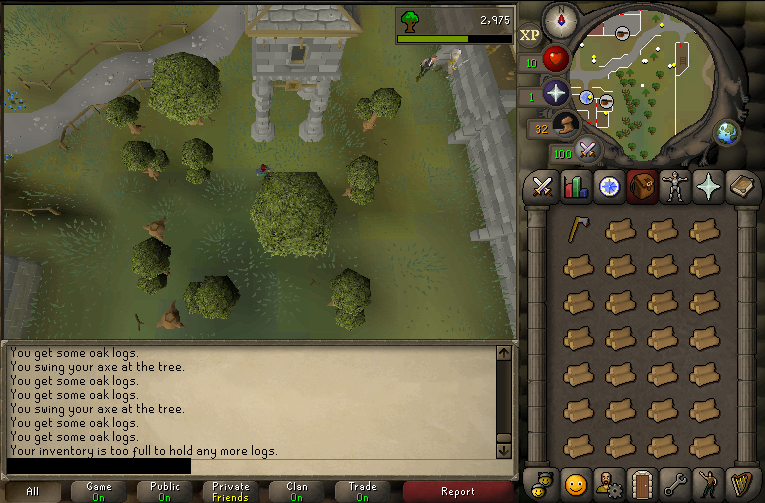 2,975
N
XP
10
1
32
100
You get some oak logs.
You swing your axe at the tree.
You get some oak logs.
You get some oak logs.
You swing your axe at the tree.
You get some oak logs.
You get some oak logs.
Your inventory is too full to hold any more logs.
All
Game
On
Public
On
Private
Friends
Clan
On
Trade
On
Report